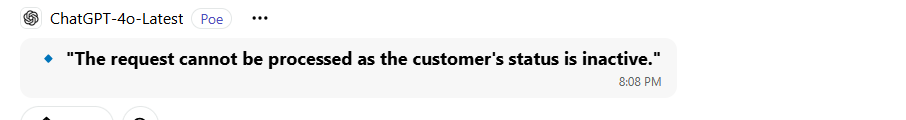 ChatGPT-4o-Latest Poe •••
"The request cannot be processed as the customer's status is inactive."
8:08 PM